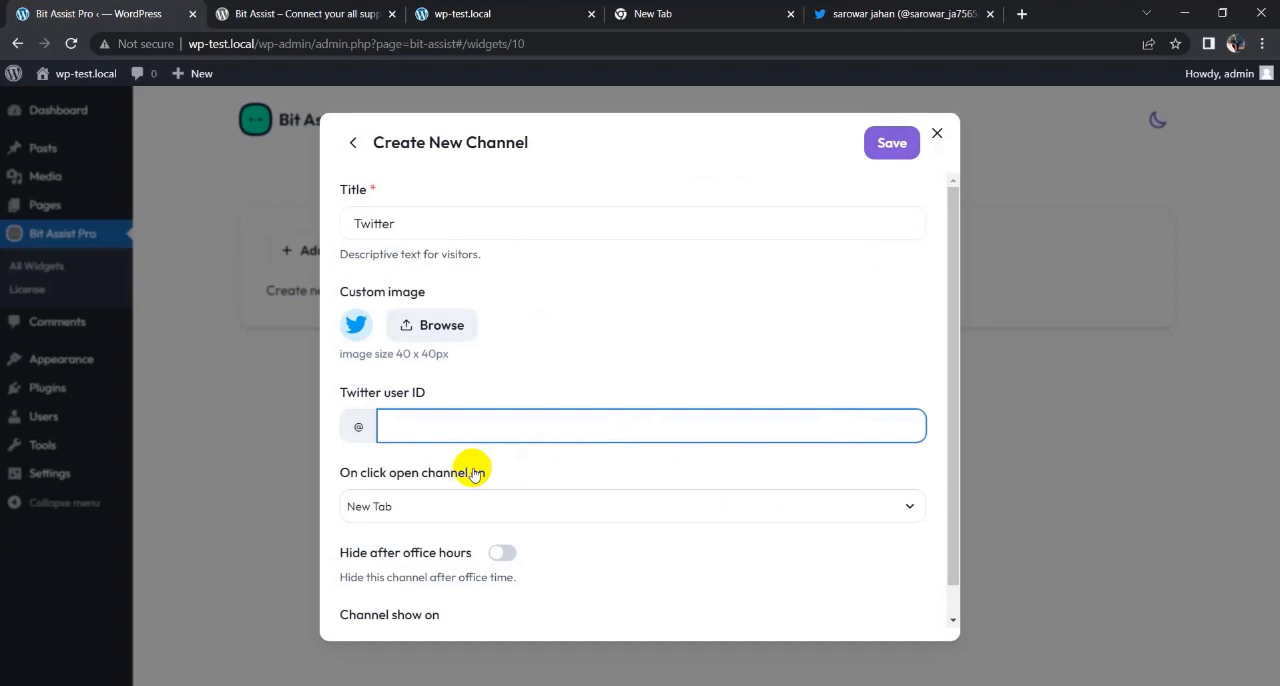 Bit Assist Pro ‹ — WordPress
Bit Assist – Connect your all supp
wp-test.local
New Tab
sarowar jahan (@sarowar_ja7565
Not secure
wp-test.local/wp-admin/admin.php?page=bit-assist#/widgets/10
wp-test.local
0
New
Howdy, admin
Dashboard
Posts
Media
Pages
Bit Assist Pro
All Widgets
License
Comments
Appearance
Plugins
Users
Tools
Settings
Collapse menu
Bit As
+ Add
Create ne
Create New Channel
Save
Title *
Twitter
Descriptive text for visitors.
Custom image
Browse
image size 40 x 40px
Twitter user ID
@
On click open channel in
New Tab
Hide after office hours
Hide this channel after office time.
Channel show on